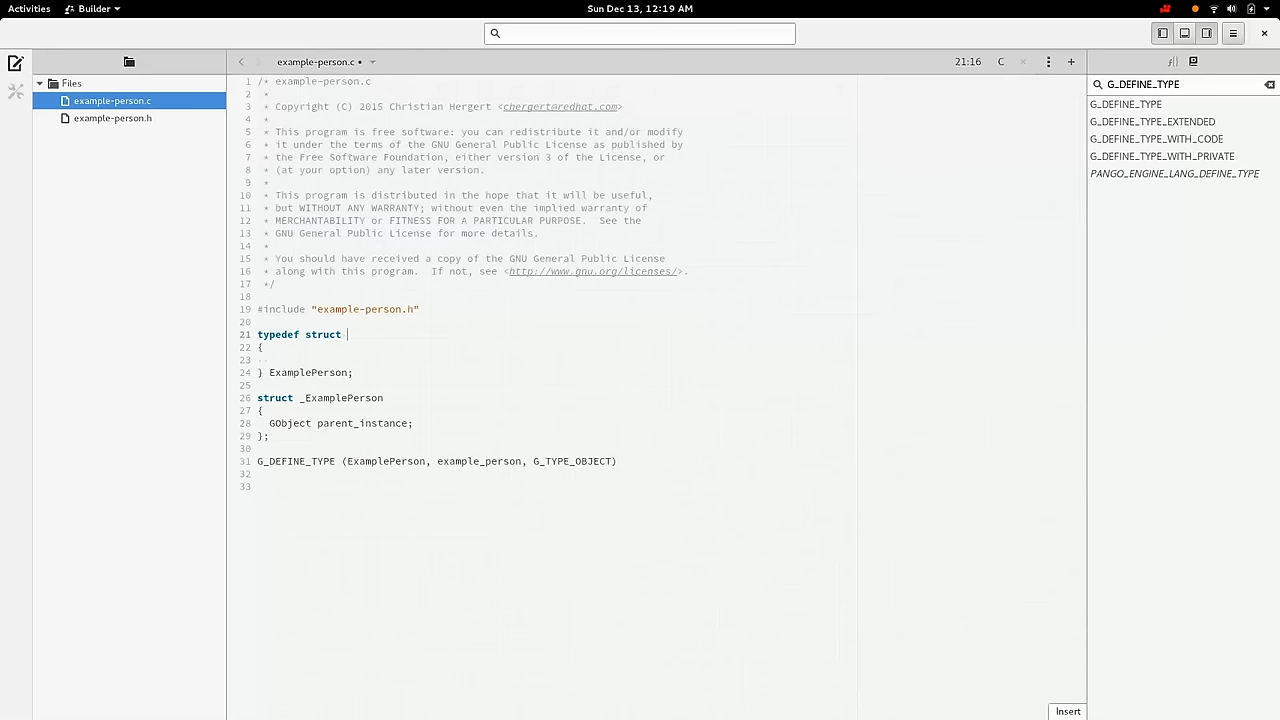 Activities
Builder
Sun Dec 13, 12:19 AM
example-person.c •
21:16
C
Files
example-person.c
example-person.h
1 /* example-person.c
2  *
3  * Copyright (C) 2015 Christian Hergert <chergert@redhat.com>
4  *
5  * This program is free software: you can redistribute it and/or modify
6  * it under the terms of the GNU General Public License as published by
7  * the Free Software Foundation, either version 3 of the License, or
8  * (at your option) any later version.
9  *
10  * This program is distributed in the hope that it will be useful,
11  * but WITHOUT ANY WARRANTY; without even the implied warranty of
12  * MERCHANTABILITY or FITNESS FOR A PARTICULAR PURPOSE.  See the
13  * GNU General Public License for more details.
14  *
15  * You should have received a copy of the GNU General Public License
16  * along with this program.  If not, see <http://www.gnu.org/licenses/>.
17  */
18
19 #include "example-person.h"
20
21 typedef struct
22 {
23
24 } ExamplePerson;
25
26 struct _ExamplePerson
27 {
28   GObject parent_instance;
29 };
30
31 G_DEFINE_TYPE (ExamplePerson, example_person, G_TYPE_OBJECT)
32
33
G_DEFINE_TYPE
G_DEFINE_TYPE
G_DEFINE_TYPE_EXTENDED
G_DEFINE_TYPE_WITH_CODE
G_DEFINE_TYPE_WITH_PRIVATE
PANGO_ENGINE_LANG_DEFINE_TYPE
Insert